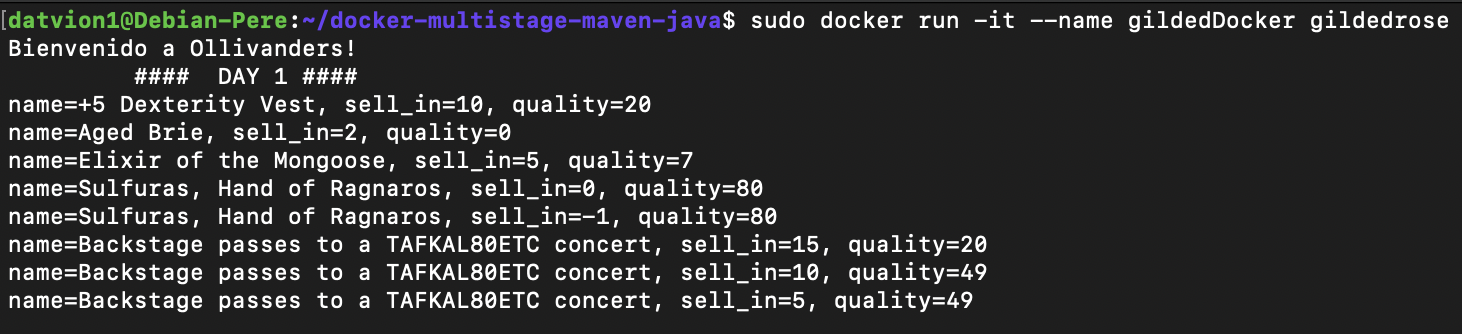 [datvion1@Debian-Pere:~/docker-multistage-maven-java$ sudo docker run -it --name gildedDocker gildedrose
Bienvenido a Ollivanders!
         ####  DAY 1 ####
name=+5 Dexterity Vest, sell_in=10, quality=20
name=Aged Brie, sell_in=2, quality=0
name=Elixir of the Mongoose, sell_in=5, quality=7
name=Sulfuras, Hand of Ragnaros, sell_in=0, quality=80
name=Sulfuras, Hand of Ragnaros, sell_in=-1, quality=80
name=Backstage passes to a TAFKAL80ETC concert, sell_in=15, quality=20
name=Backstage passes to a TAFKAL80ETC concert, sell_in=10, quality=49
name=Backstage passes to a TAFKAL80ETC concert, sell_in=5, quality=49